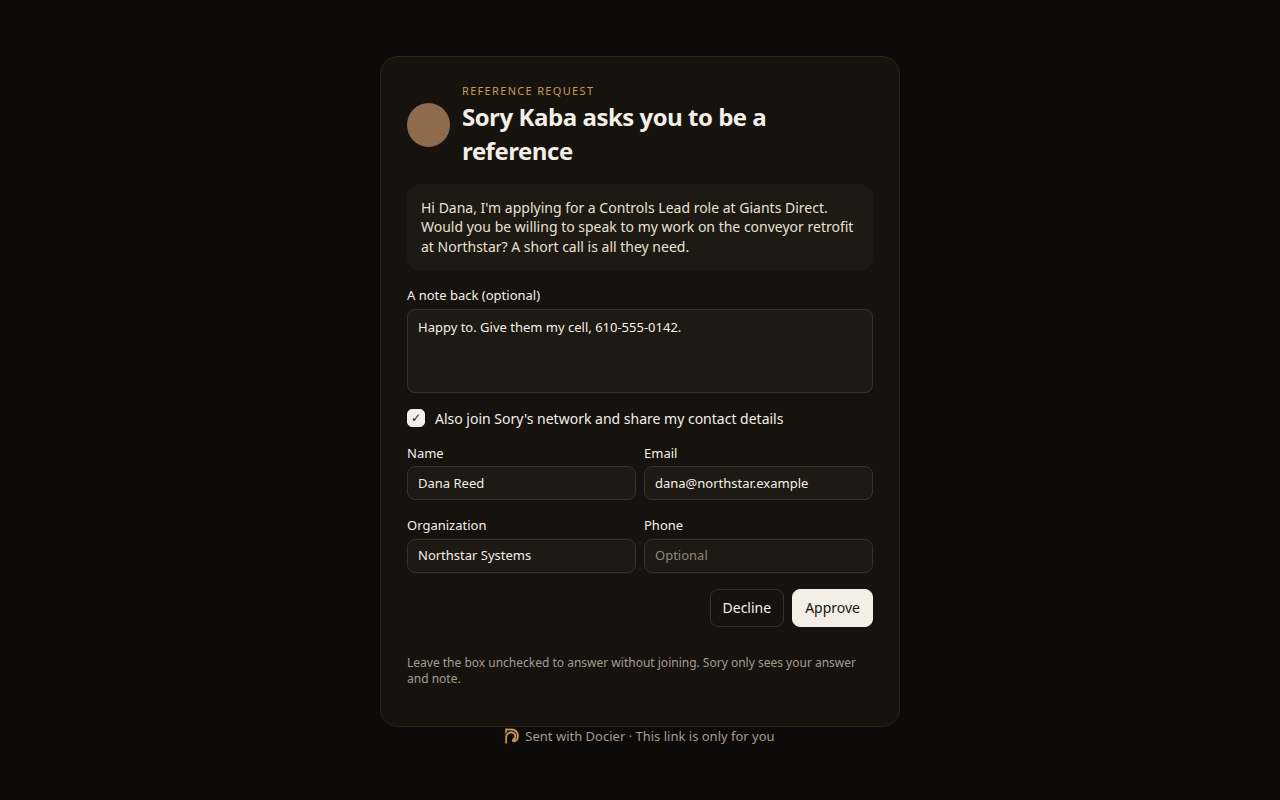 REFERENCE REQUEST
Sory Kaba asks you to be a
reference
Hi Dana, I'm applying for a Controls Lead role at Giants Direct.
Would you be willing to speak to my work on the conveyor retrofit
at Northstar? A short call is all they need.
A note back (optional)
Happy to. Give them my cell, 610-555-0142.
✓ Also join Sory's network and share my contact details
Name Email
Dana Reed dana@northstar.example
Organization Phone
Northstar Systems Optional
Decline Approve
Leave the box unchecked to answer without joining. Sory only sees your answer
and note.
Sent with Docier · This link is only for you